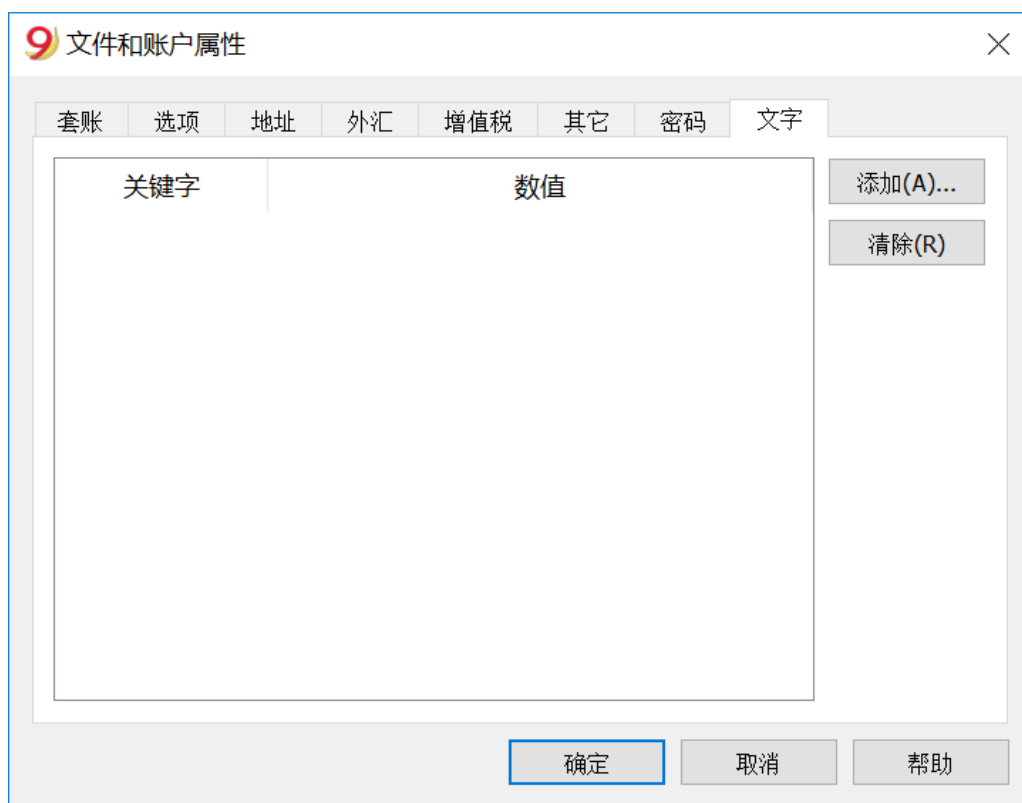 9 文件和账户属性
套账 选项 地址 外汇 增值税 其它 密码 文字
关键字 数值 添加(A)...
清除(R)
确定 取消 帮助